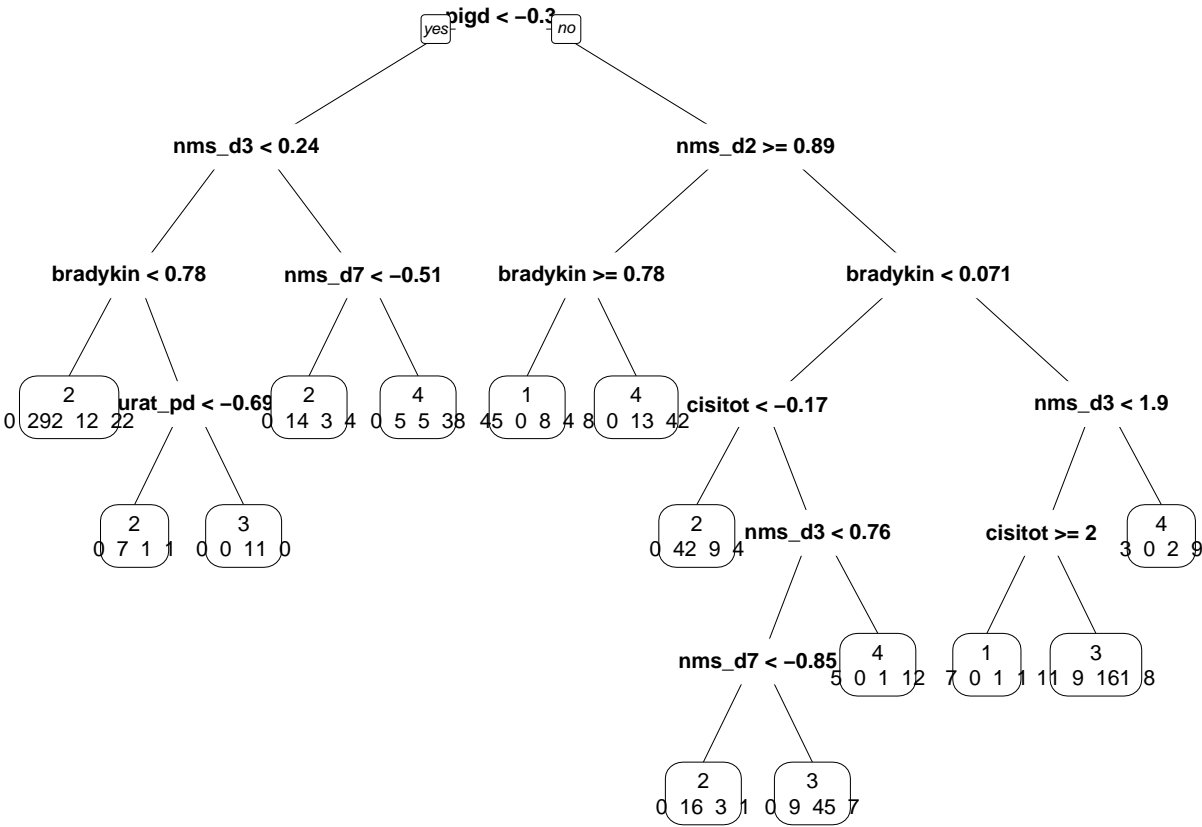 pigd < −0.3
yes no
nms_d3 < 0.24 nms_d2 >= 0.89
bradykin < 0.78 nms_d7 < −0.51 bradykin >= 0.78 bradykin < 0.071
2 2 4 1 4
urat_pd < −0.69 cisitot < −0.17 nms_d3 < 1.9
0 292 12 22 0 14 3 4 0 5 5 38 45 0 8 4 8 0 13 42
2 3 2 4
nms_d3 < 0.76 cisitot >= 2
0 7 1 1 0 0 11 0 0 42 9 4 3 0 2 9
4 1 3
nms_d7 < −0.85
5 0 1 12 7 0 1 1 11 9 161 8
2 3
0 16 3 1 0 9 45 7